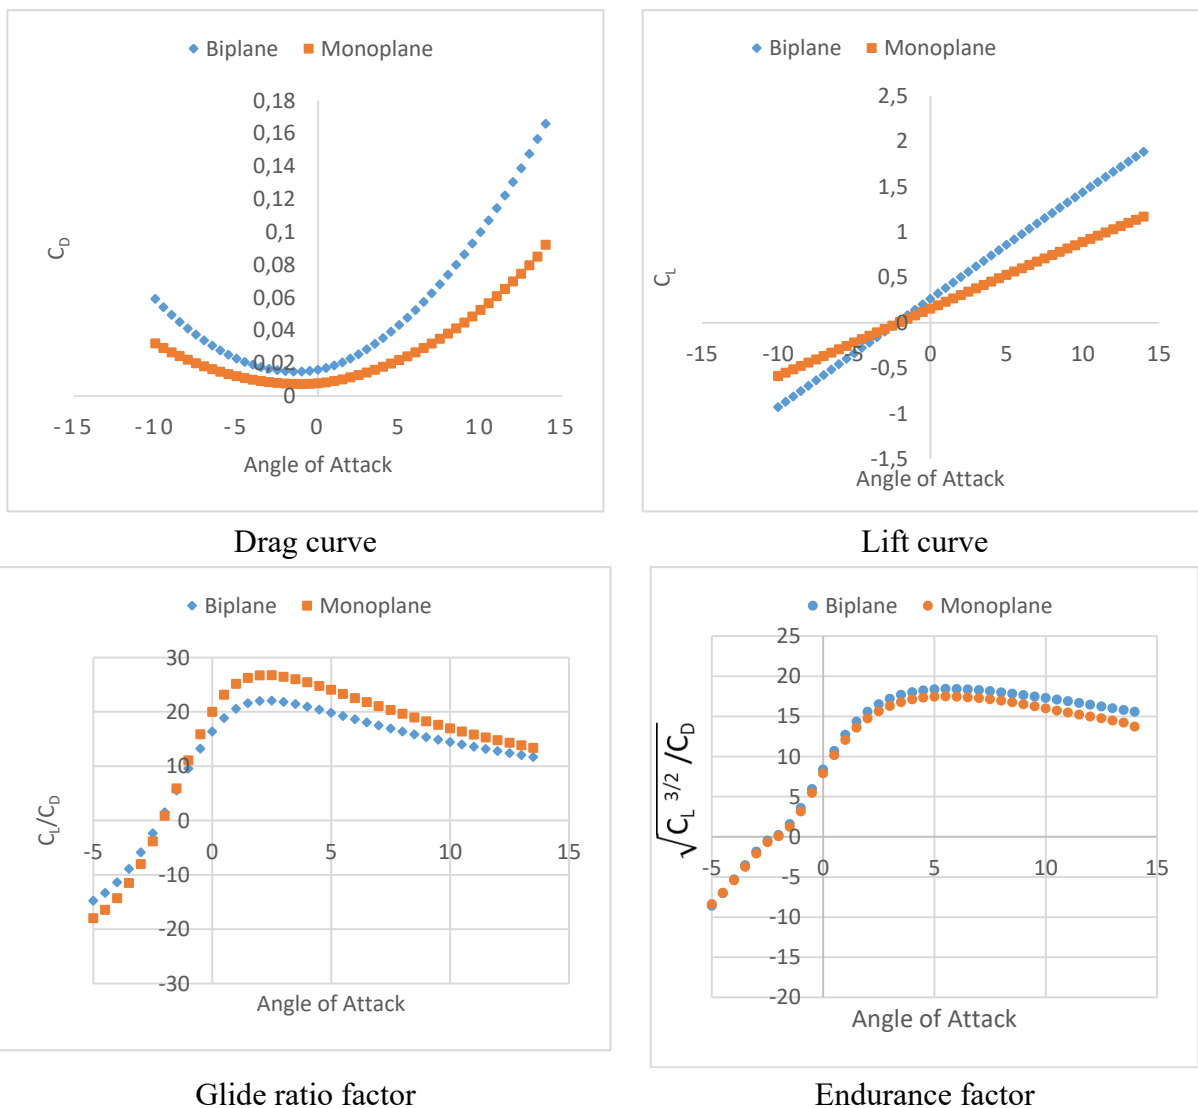 Biplane Monoplane
0,18
0,16
0,14
0,12
0,1
0,08
0,06
0,04
0,02
0
C_D
-15 -10 -5 0 5 10 15
Angle of Attack
Drag curve
Biplane Monoplane
2,5
2
1,5
1
0,5
0
-0,5
-1
-1,5
C_L
-15 -10 -5 0 5 10 15
Angle of Attack
Lift curve
Biplane Monoplane
30
20
10
0
-10
-20
-30
C_L/C_D
-5 0 5 10 15
Angle of Attack
Glide ratio factor
Biplane Monoplane
25
20
15
10
5
0
-5
-10
-15
-20
√C_L ^3/2 /C_D
-5 0 5 10 15
Angle of Attack
Endurance factor